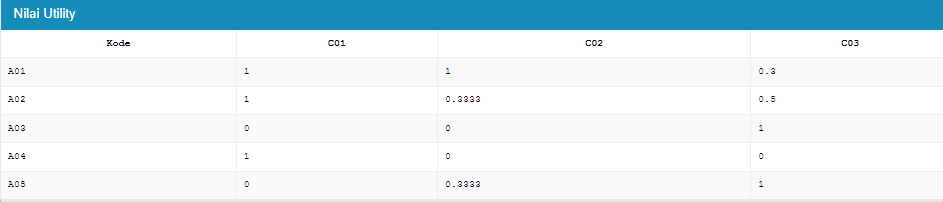 Nilai Utility
Kode C01 C02 C03
A01 1 1 0.3
A02 1 0.3333 0.5
A03 0 0 1
A04 1 0 0
A05 0 0.3333 1